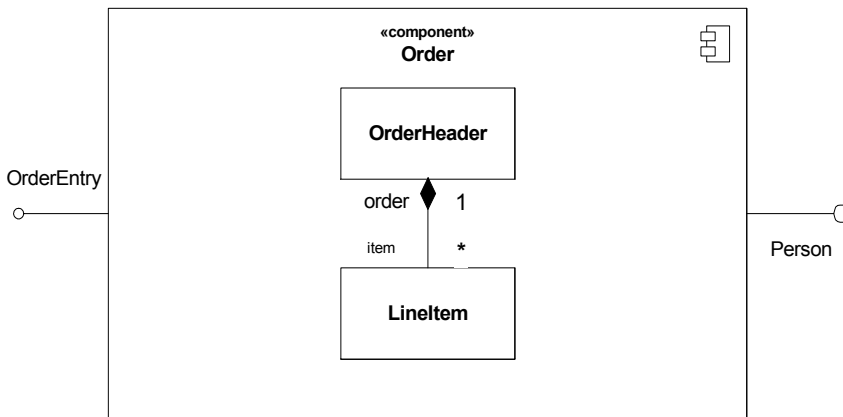 «component»
Order
OrderHeader
OrderEntry
order 1
item *
Person
LineItem